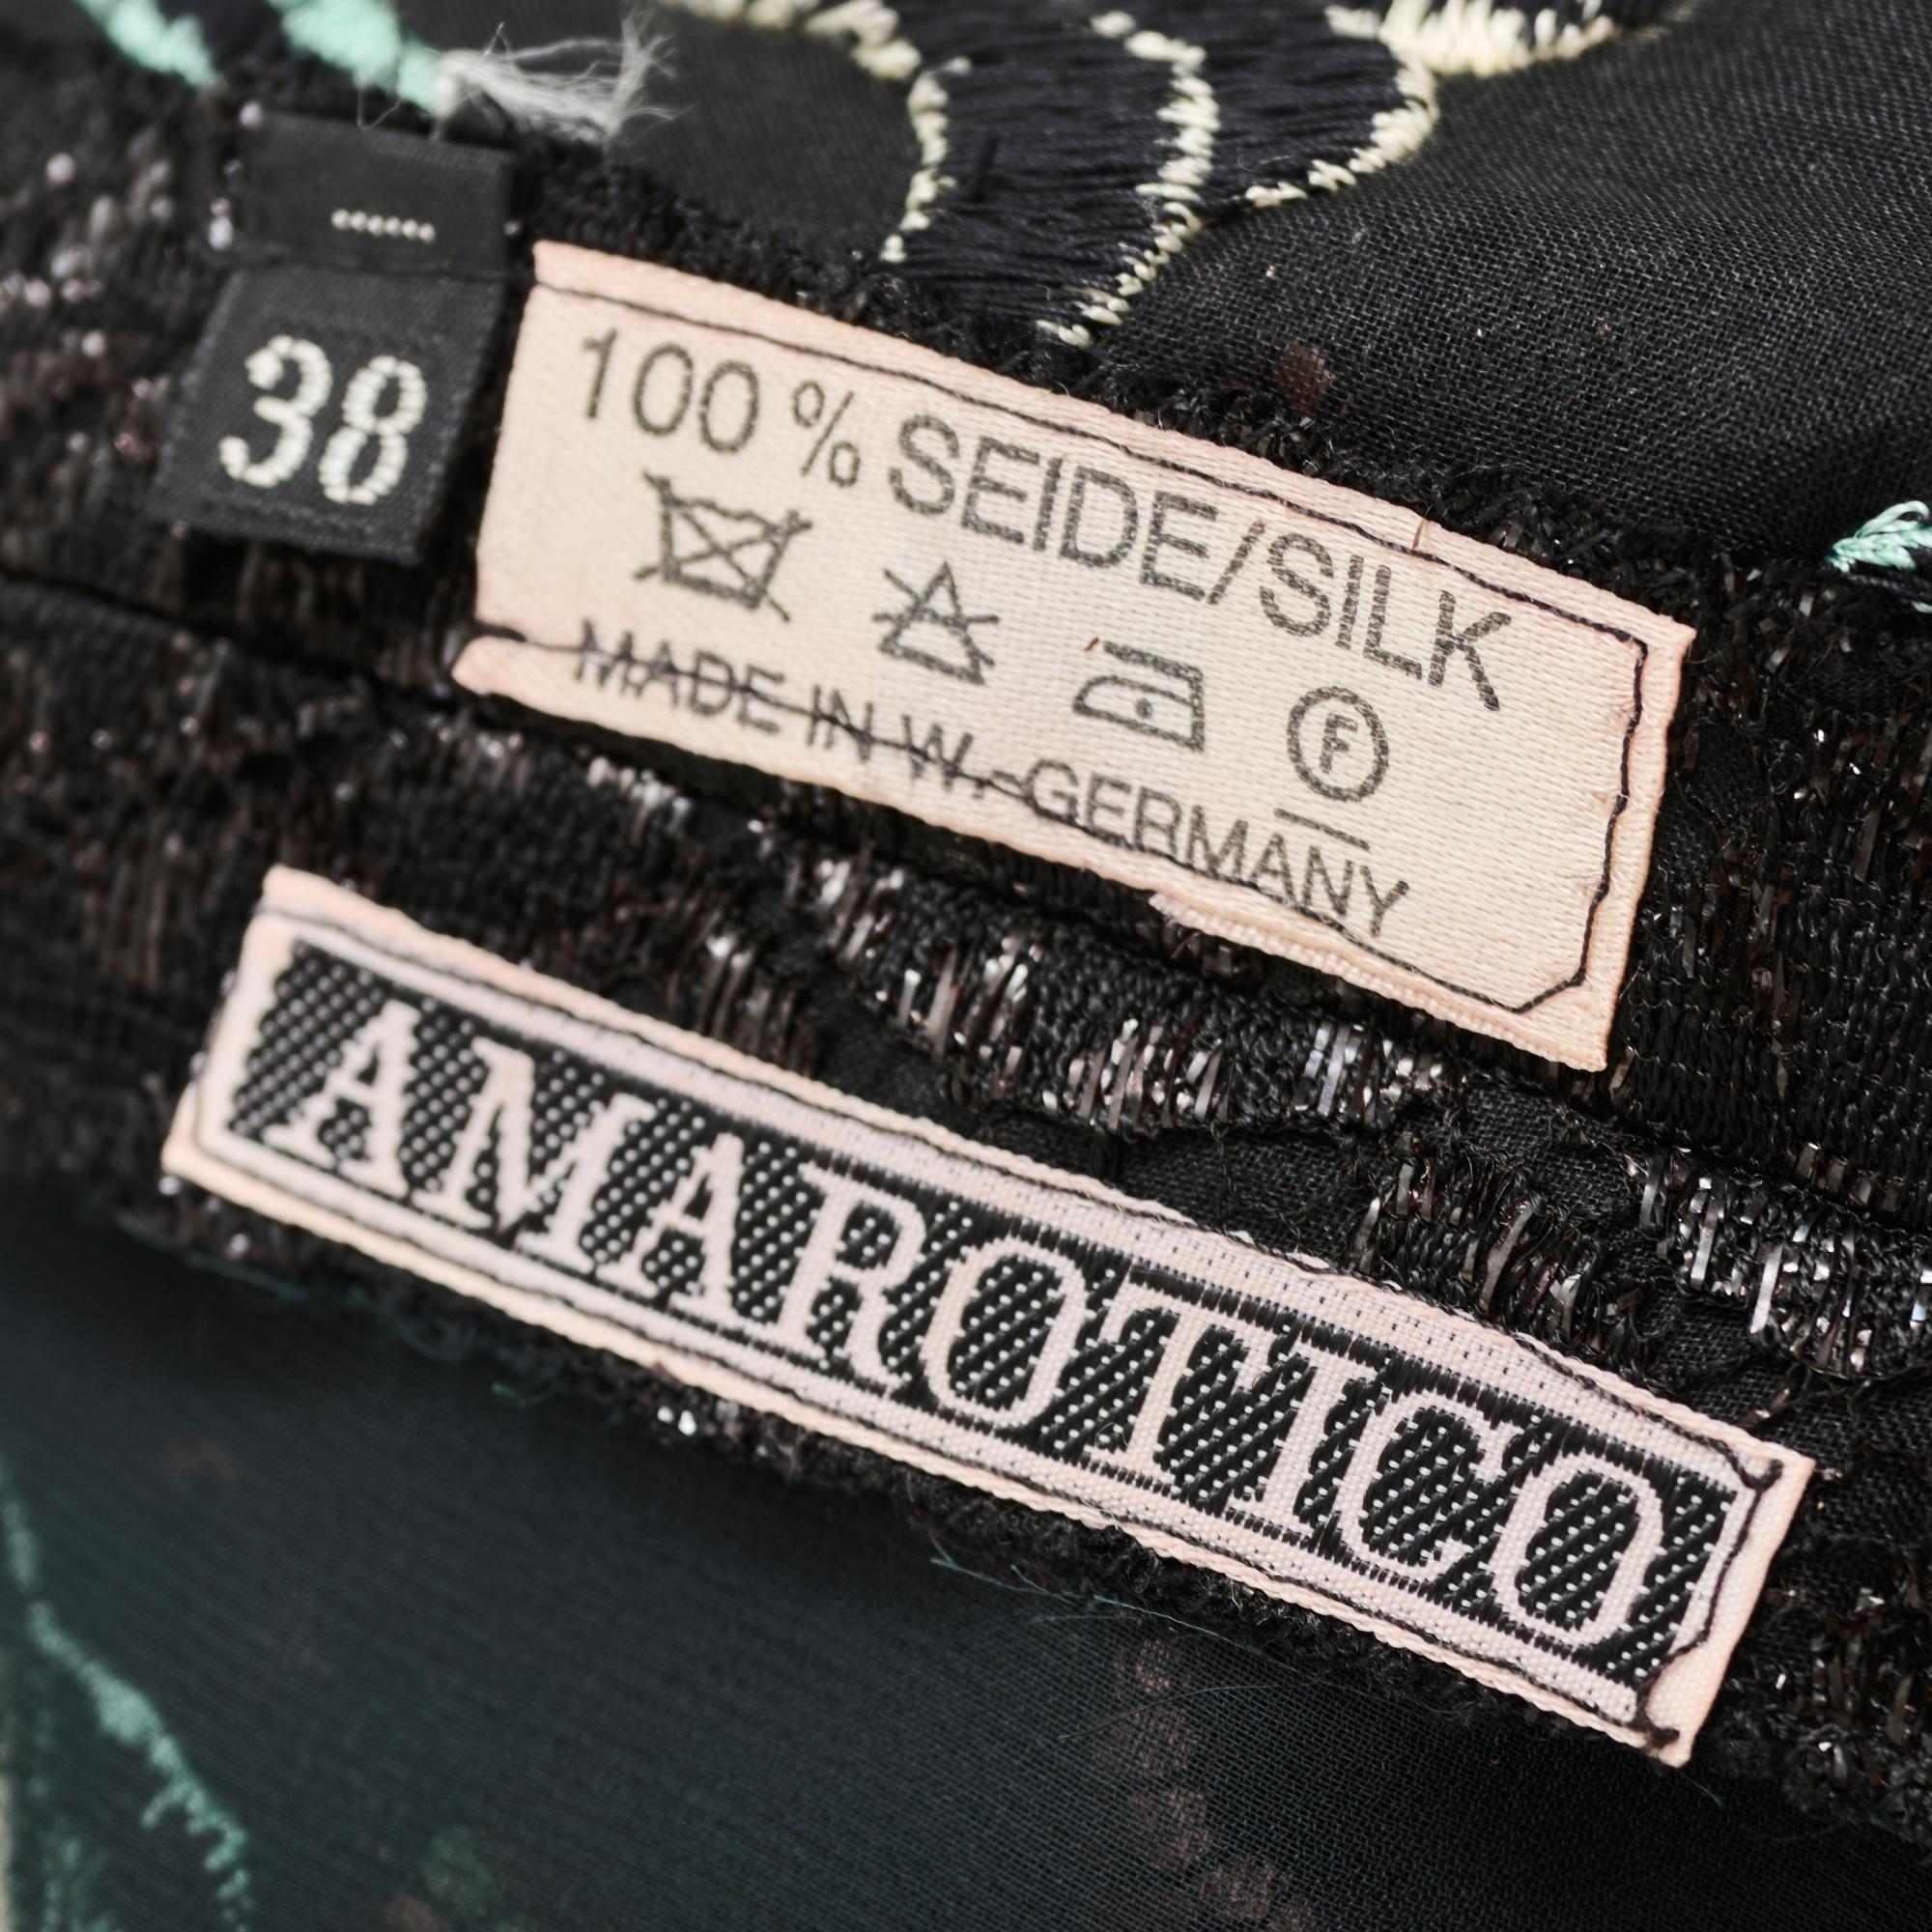 38
100 % SEIDE/SILK
F
MADE IN W.-GERMANY
AMAROTICO